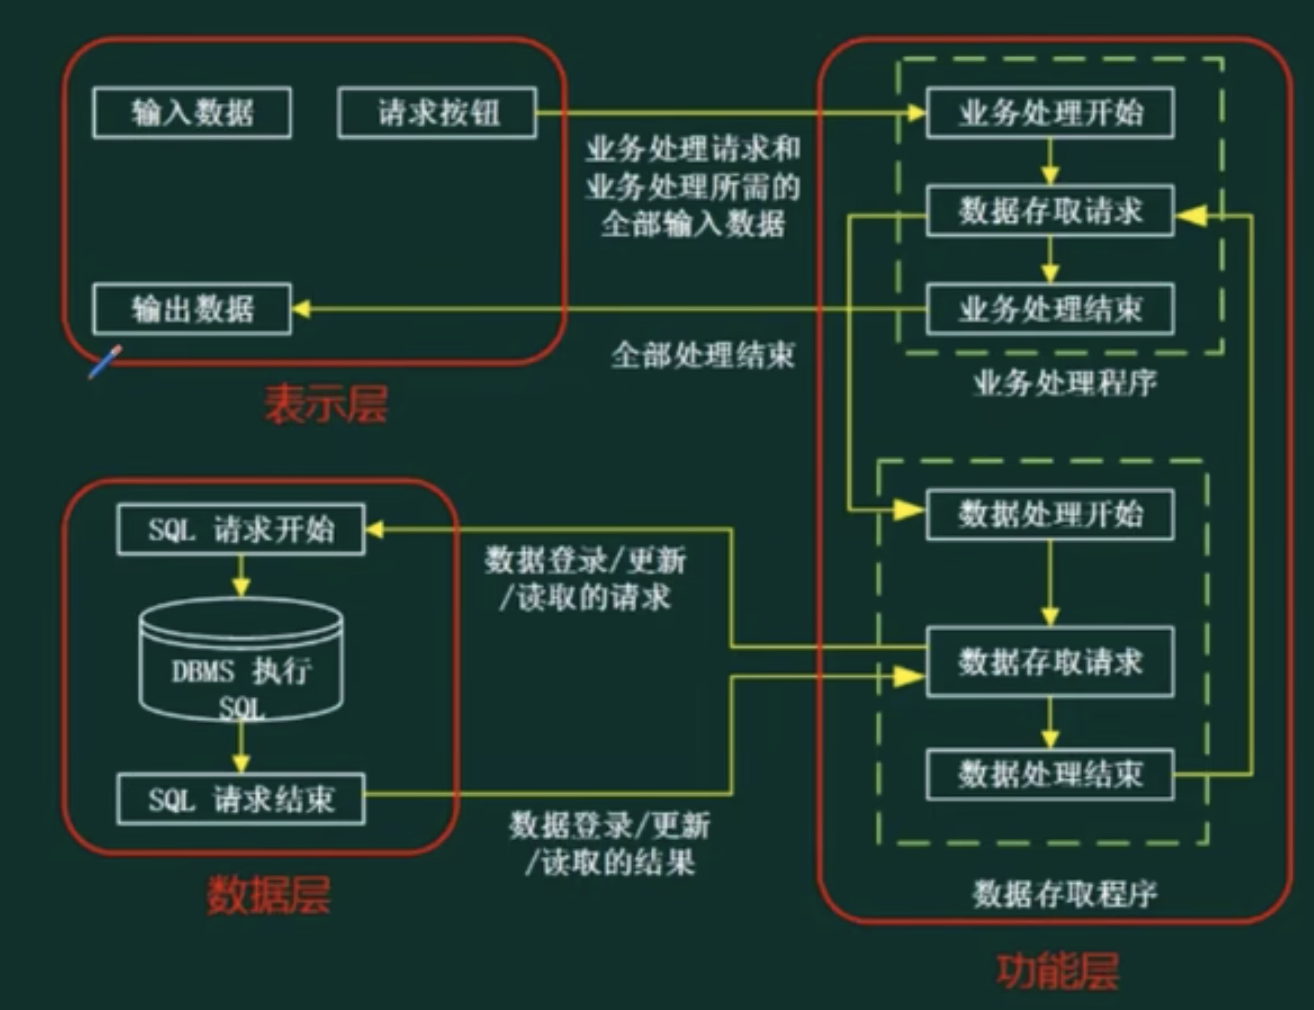 输入数据
请求按钮
业务处理请求和
业务处理所需的
全部输入数据
输出数据
全部处理结束
表示层
业务处理开始
数据存取请求
业务处理结束
业务处理程序
SQL 请求开始
DBMS 执行
SQL
SQL 请求结束
数据层
数据登录/更新
/读取的请求
数据登录/更新
/读取的结果
数据处理开始
数据存取请求
数据处理结束
数据存取程序
功能层